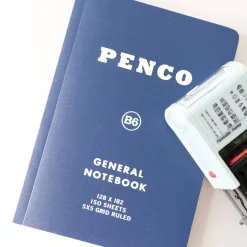 PENCO
B6
GENERAL
NOTEBOOK
128 X 182
150 SHEETS
5X5 GRID RULED